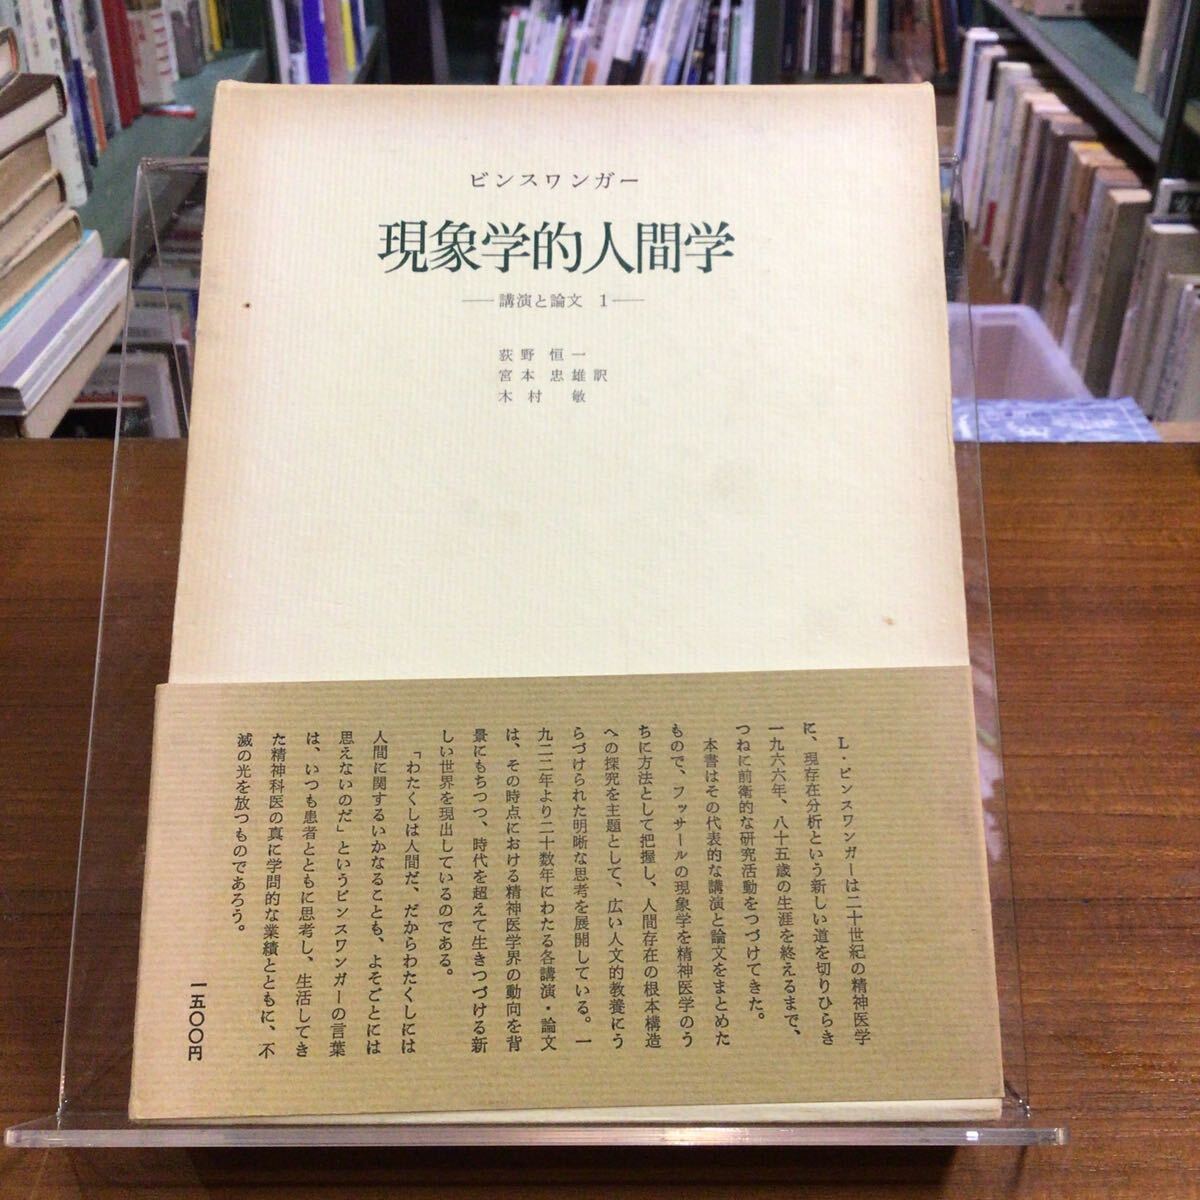 ビンスワンガー
現象学的人間学
──講演と論文 1──
荻野恒一
宮本忠雄訳
木村敏
L・ビンスワンガーは二十世紀の精神医学
に、現存在分析という新しい道を切りひらき
一九六六年、八十五歳の生涯を終えるまで、
つねに前衛的な研究活動をつづけてきた。
本書はその代表的な講演と論文をまとめた
もので、フッサールの現象学を精神医学のう
ちに方法として把握し、人間存在の根本構造
への探究を主題として、広い人文的教養にう
らづけられた明晰な思考を展開している。一
九二二年より二十数年にわたる各講演・論文
は、その時点における精神医学界の動向を背
景にもちつつ、時代を超えて生きつづける新
しい世界を現出しているのである。
「わたくしは人間だ、だからわたくしには
人間に関するいかなることも、よそごとには
思えないのだ」というビンスワンガーの言葉
は、いつも患者とともに思考し、生活してき
た精神科医の真に学問的な業績とともに、不
滅の光を放つものであろう。
一五〇〇円